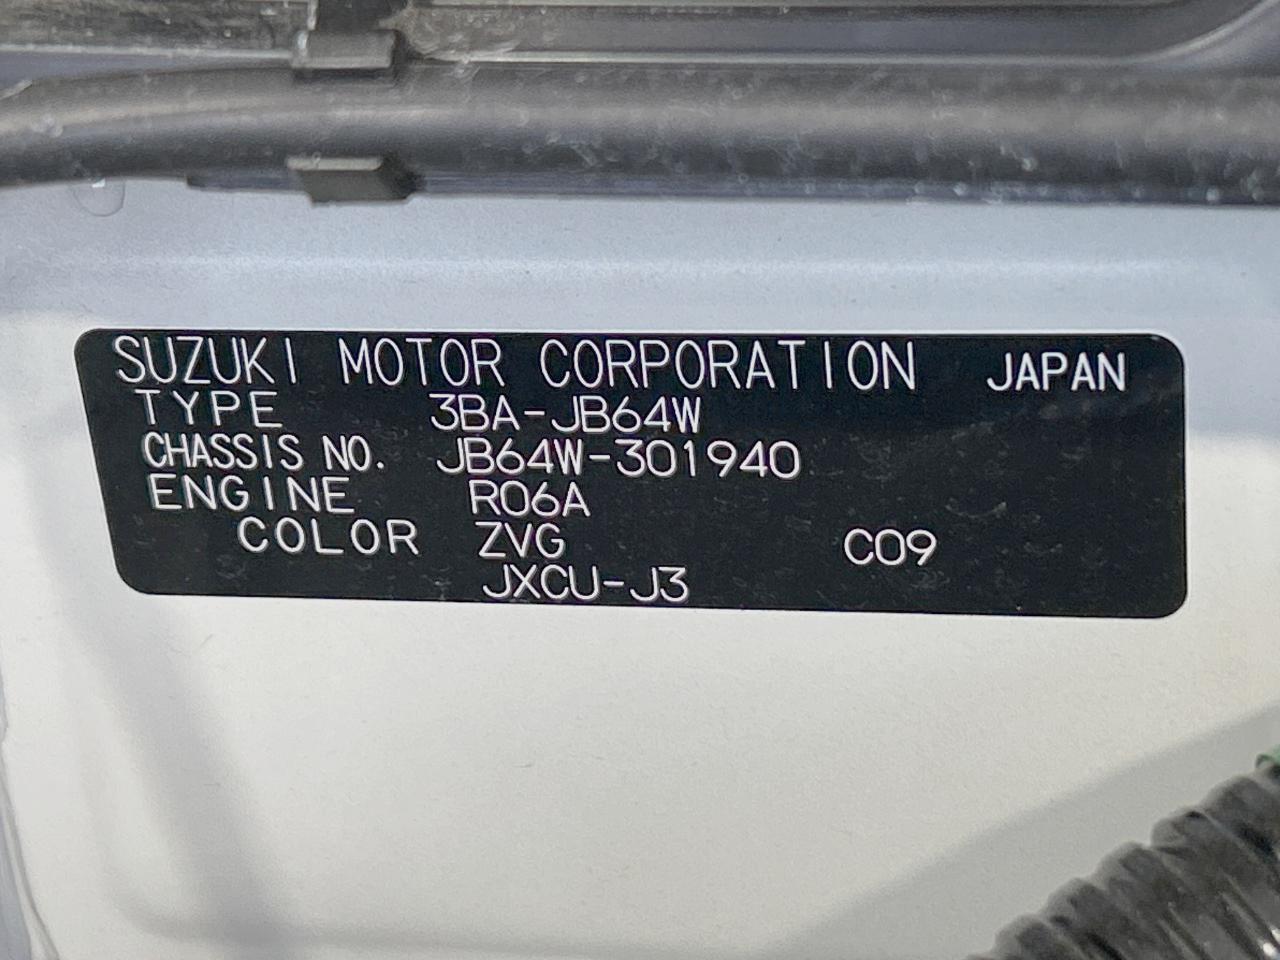 SUZUKI MOTOR CORPORATION JAPAN
TYPE 3BA-JB64W
CHASSIS NO. JB64W-301940
ENGINE R06A
COLOR ZVG C09
JXCU-J3